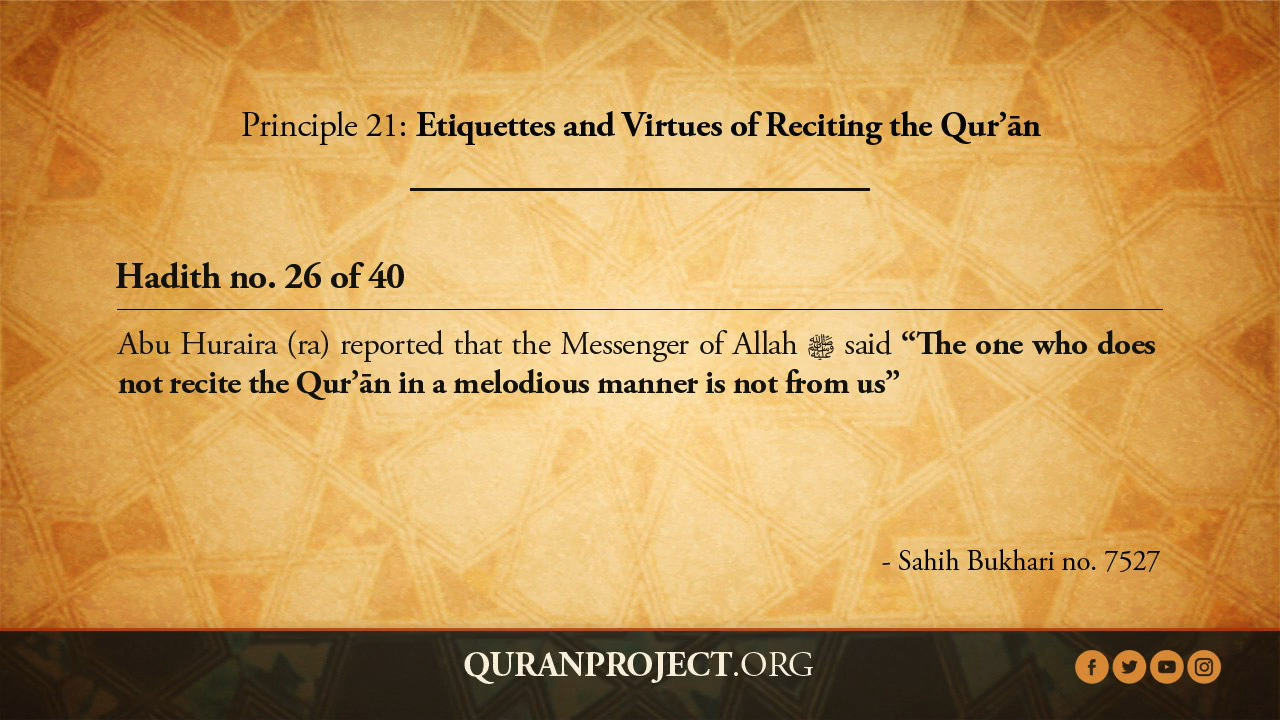 Principle 21: Etiquettes and Virtues of Reciting the Qur’ān
Hadith no. 26 of 40
Abu Huraira (ra) reported that the Messenger of Allah ﷺ said “The one who does
not recite the Qur’ān in a melodious manner is not from us”
- Sahih Bukhari no. 7527
QURANPROJECT.ORG